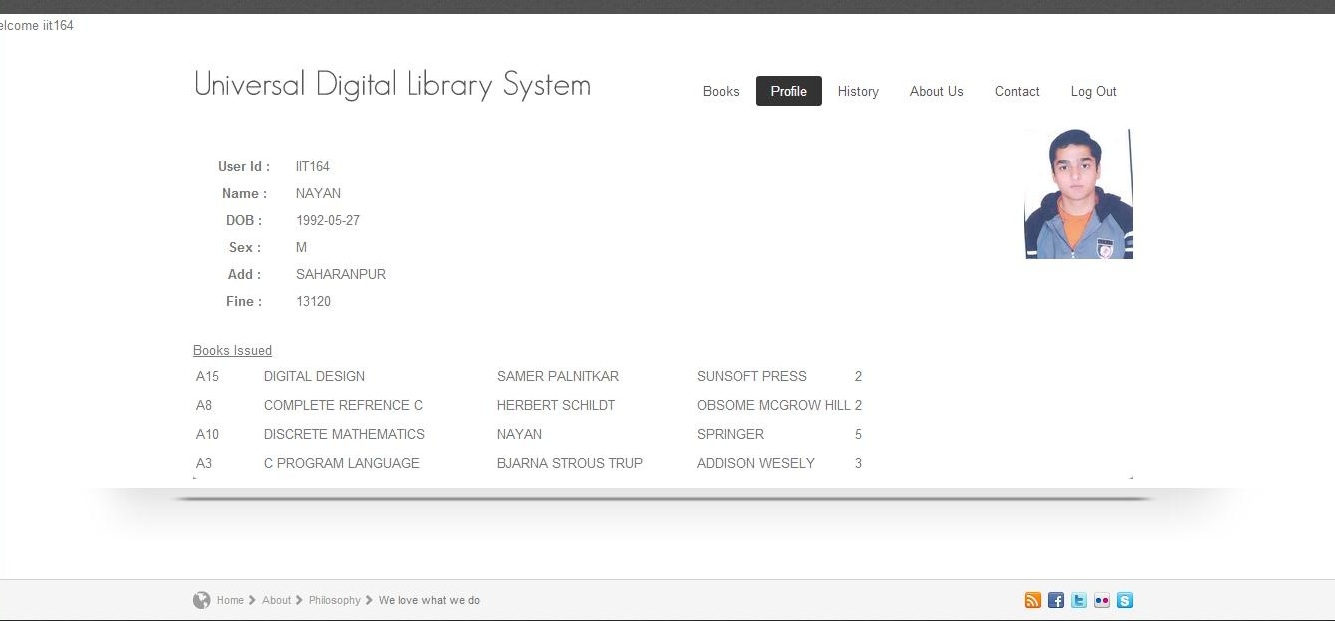 elcome iit164
Universal Digital Library System
Books Profile History About Us Contact Log Out
User Id : IIT164
Name : NAYAN
DOB : 1992-05-27
Sex : M
Add : SAHARANPUR
Fine : 13120
Books Issued
A15 DIGITAL DESIGN SAMER PALNITKAR SUNSOFT PRESS 2
A8 COMPLETE REFRENCE C HERBERT SCHILDT OBSOME MCGROW HILL 2
A10 DISCRETE MATHEMATICS NAYAN SPRINGER 5
A3 C PROGRAM LANGUAGE BJARNA STROUS TRUP ADDISON WESELY 3
Home About Philosophy We love what we do